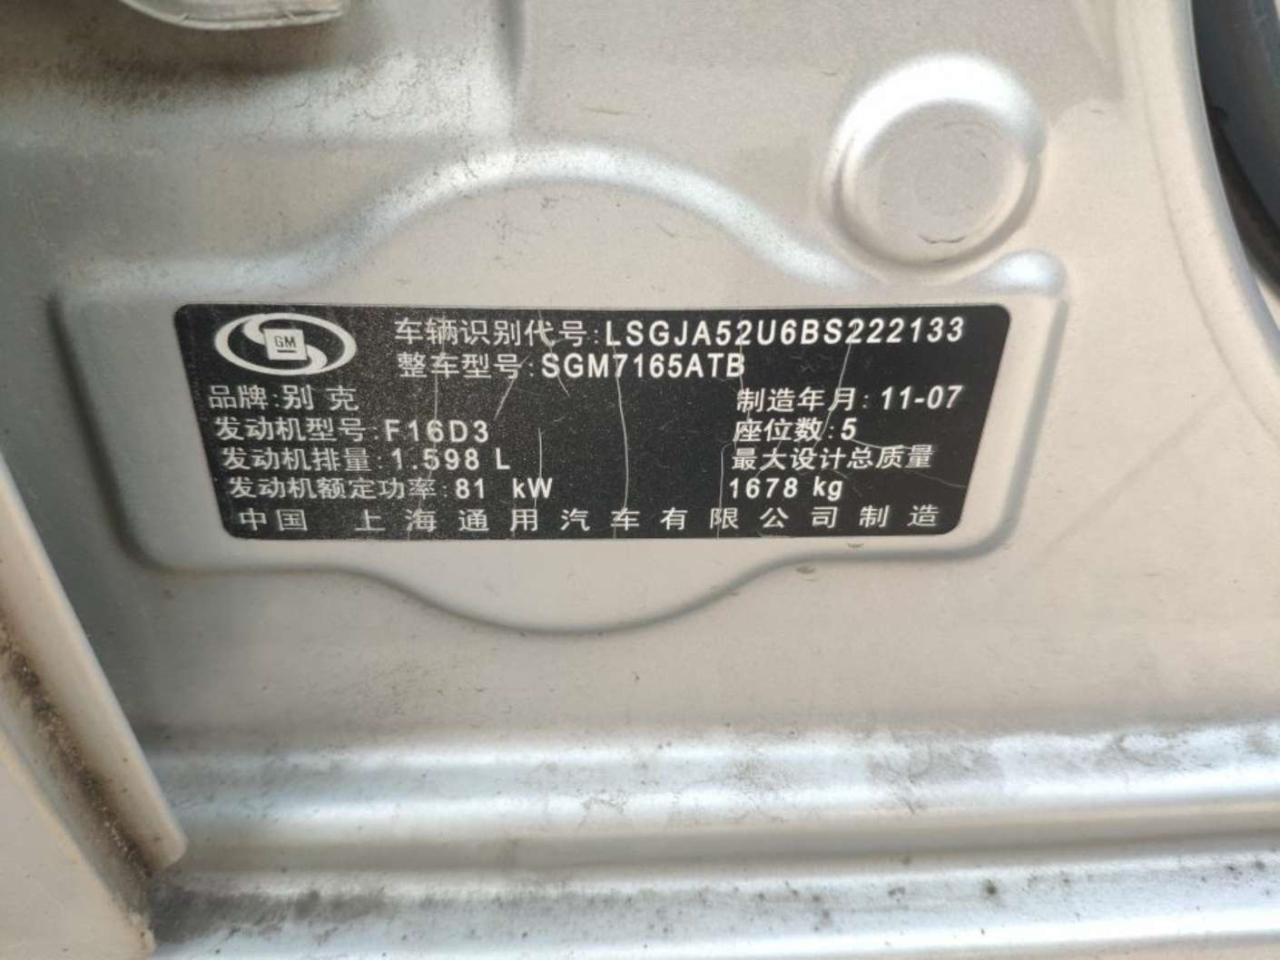 GM
车辆识别代号:LSGJA52U6BS222133
整车型号:SGM7165ATB
品牌:别克 制造年月:11-07
发动机型号:F16D3 座位数:5
发动机排量:1.598 L 最大设计总质量
发动机额定功率:81 kW 1678 kg
中国 上海通用汽车有限公司制造